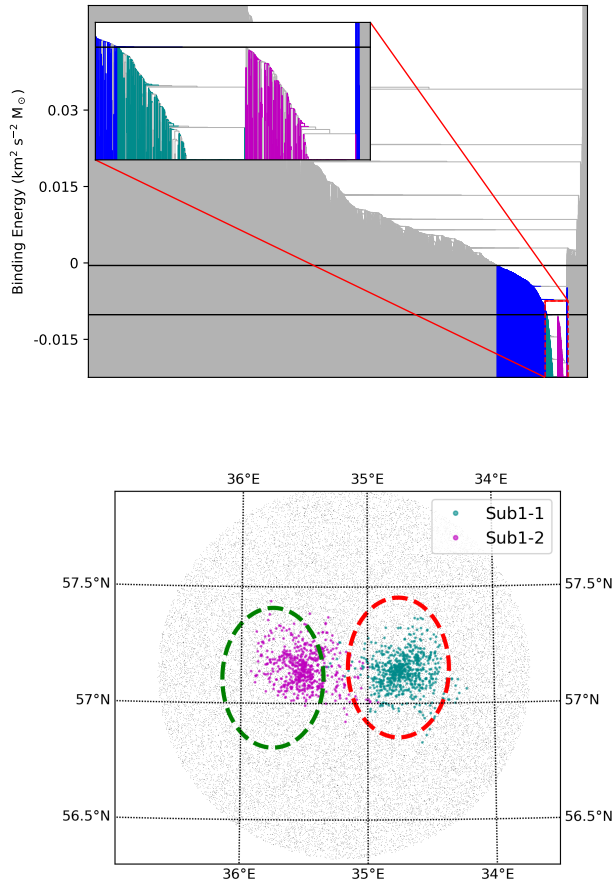 Binding Energy (km² s⁻² M⊙)
0.03
0.015
0
-0.015
36°E 35°E 34°E
Sub1-1
Sub1-2
57.5°N 57.5°N
57°N 57°N
56.5°N 56.5°N
36°E 35°E 34°E